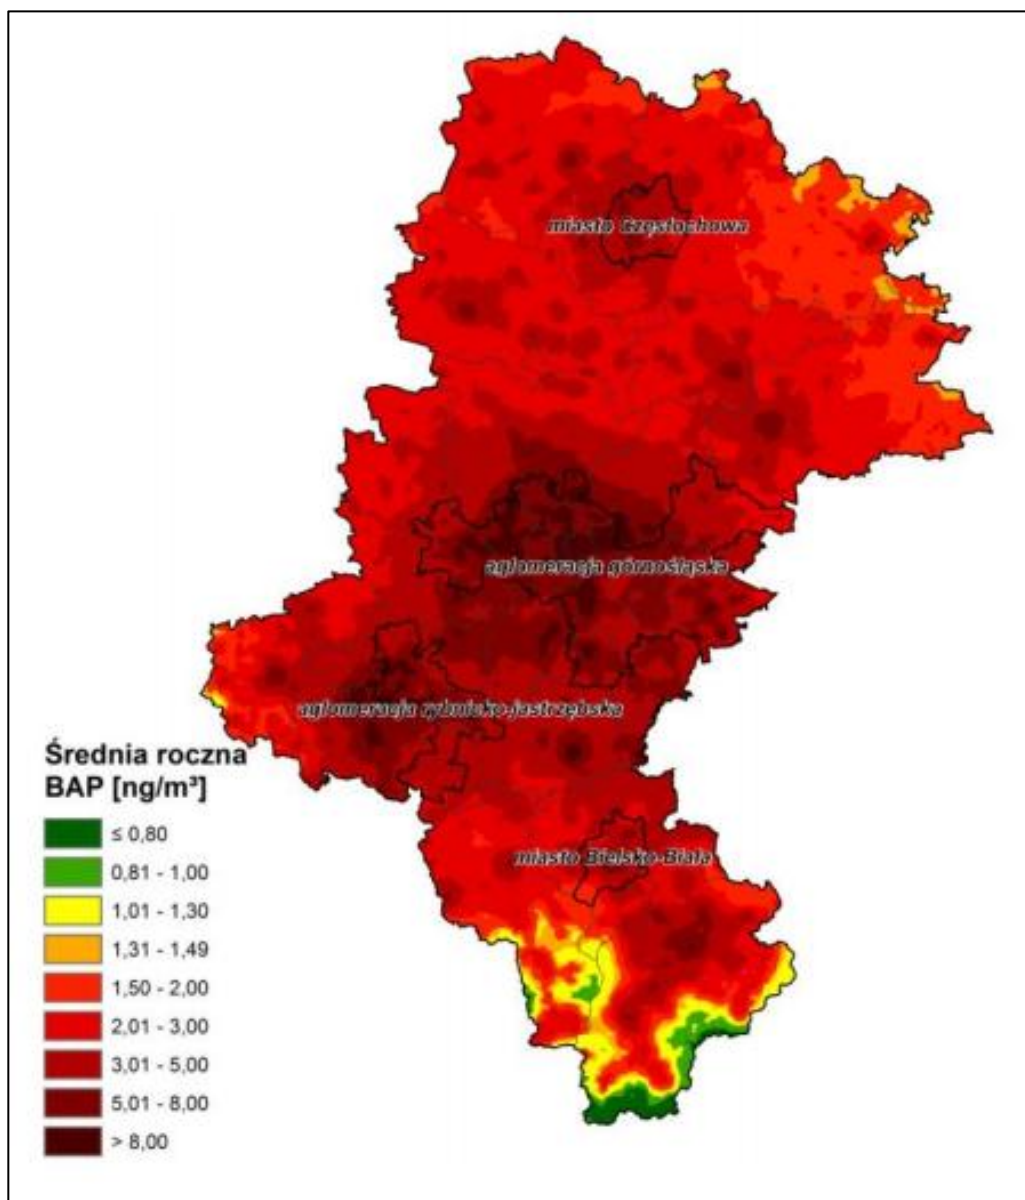 miasto Częstochowa
aglomeracja górnośląska
aglomeracja rybnicko-jastrzębska
miasto Bielsko-Biała
Średnia roczna
BAP [ng/m³]
≤ 0,80
0,81 - 1,00
1,01 - 1,30
1,31 - 1,49
1,50 - 2,00
2,01 - 3,00
3,01 - 5,00
5,01 - 8,00
> 8,00